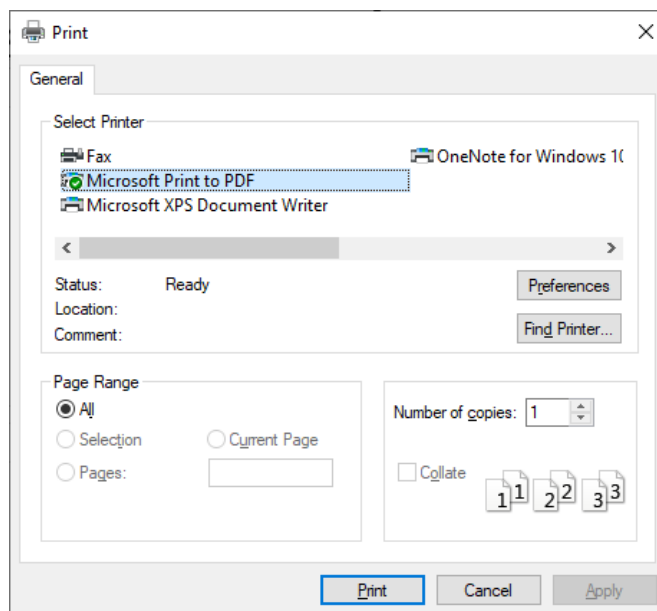 Print
General
Select Printer
Fax
OneNote for Windows 10
Microsoft Print to PDF
Microsoft XPS Document Writer
Status: Ready
Preferences
Location:
Comment:
Find Printer...
Page Range
All
Number of copies: 1
Selection
Current Page
Pages:
Collate
1 1 2 2 3 3
Print
Cancel
Apply